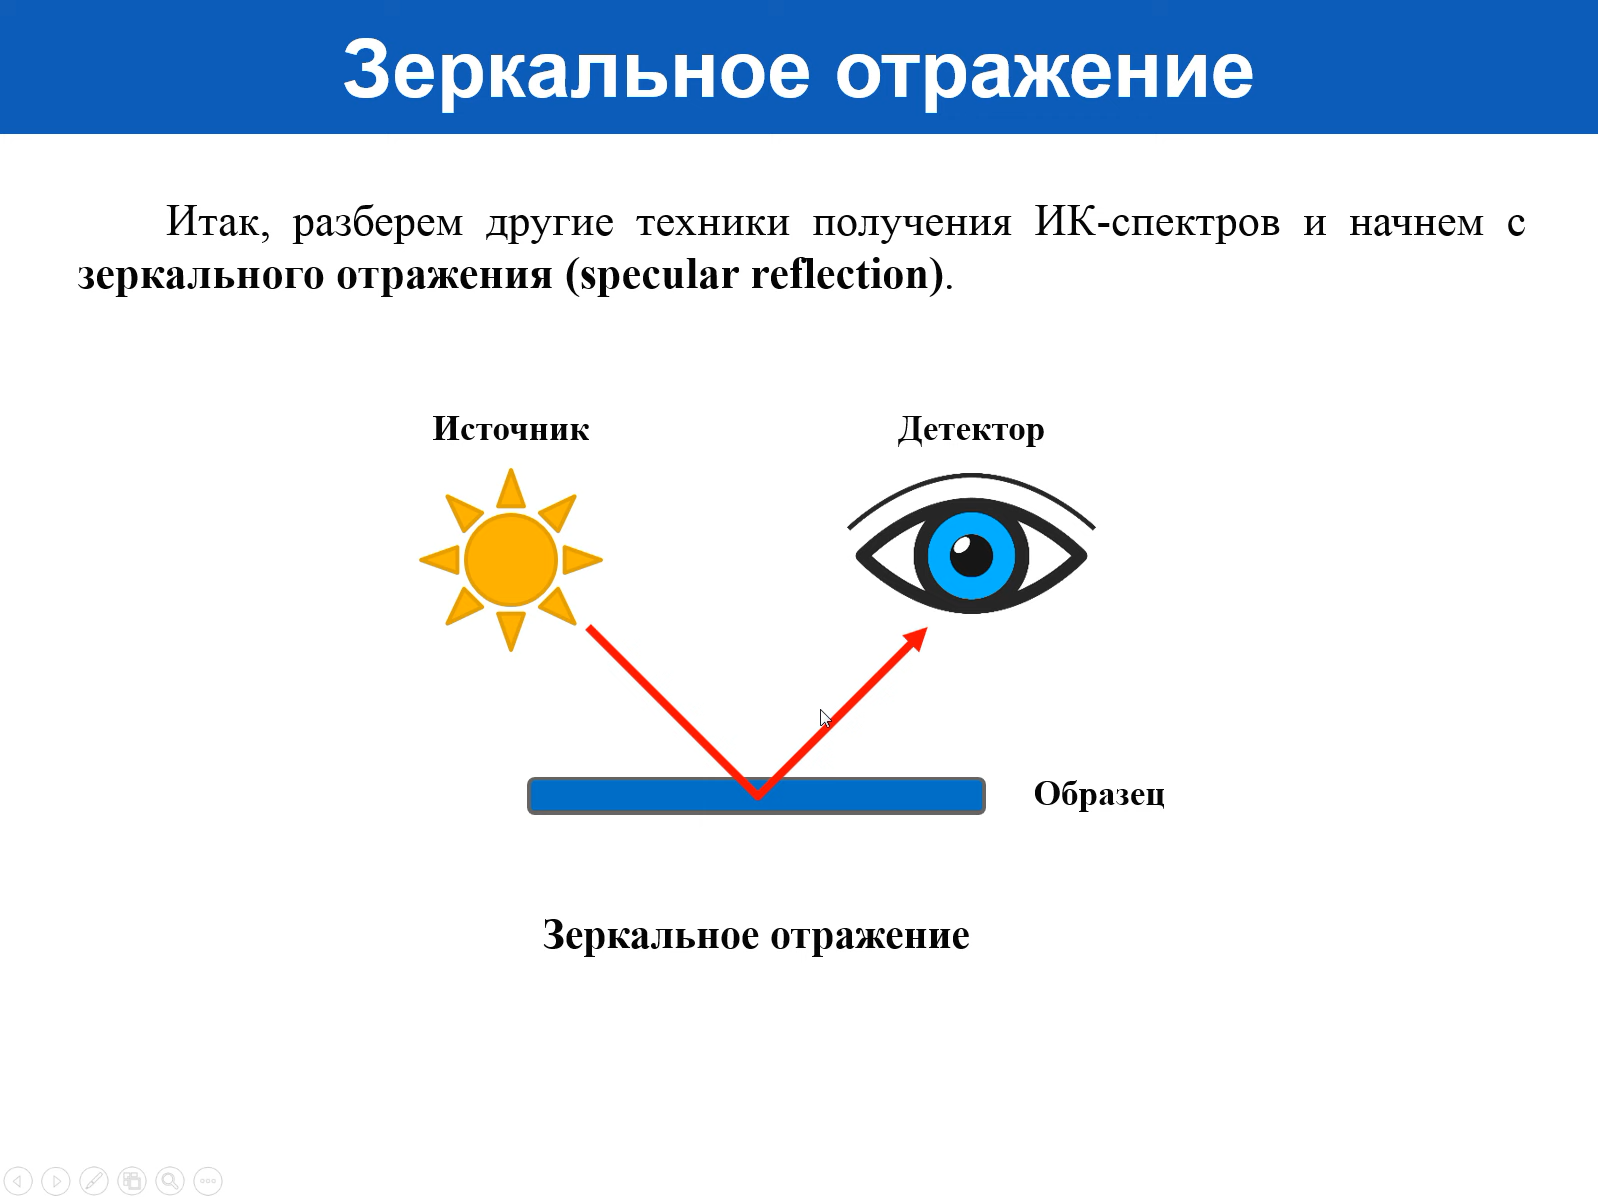 Зеркальное отражение
Итак, разберем другие техники получения ИК-спектров и начнем с
зеркального отражения (specular reflection).
Источник
Детектор
Образец
Зеркальное отражение